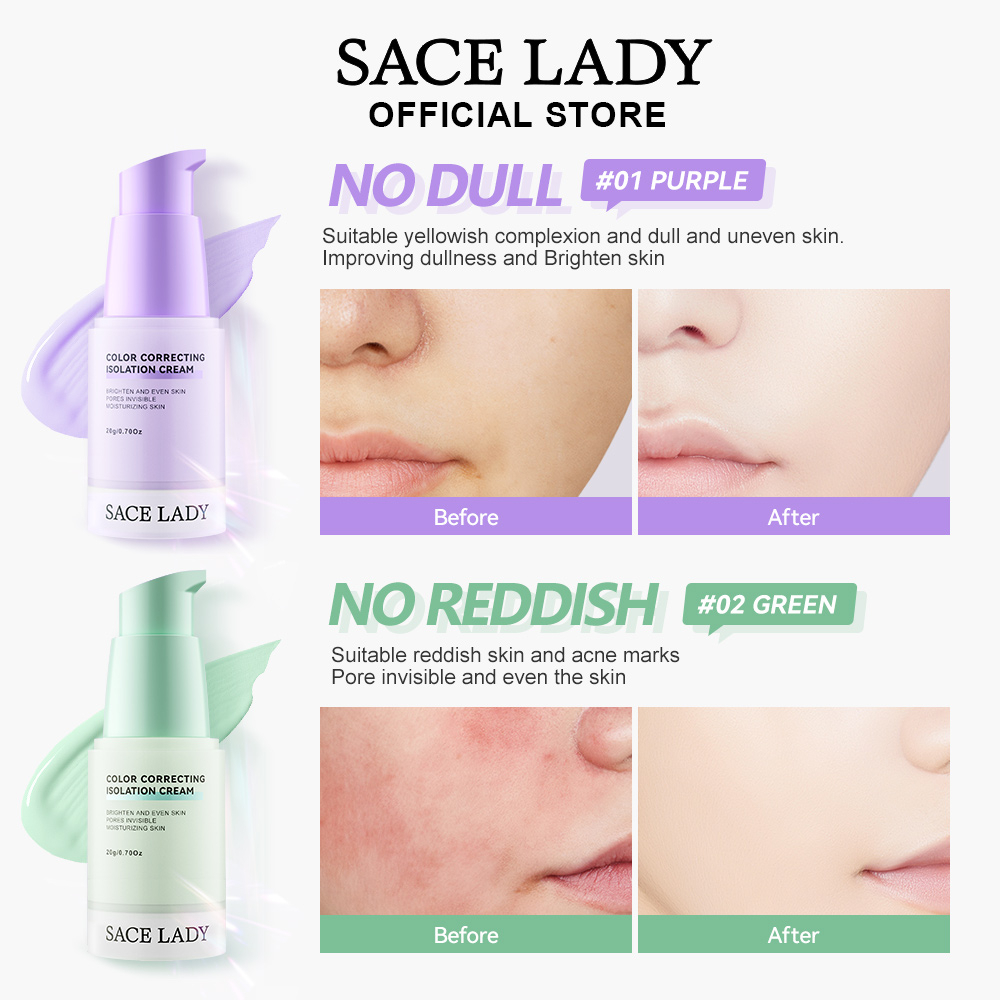 SACE LADY
OFFICIAL STORE
NO DULL
#01 PURPLE
Suitable yellowish complexion and dull and uneven skin.
Improving dullness and Brighten skin
COLOR CORRECTING
ISOLATION CREAM
BRIGHTEN AND EVEN SKIN
PORES INVISIBLE
MOISTURIZING SKIN
20g/0.70Oz
SACE LADY
Before
After
NO REDDISH
#02 GREEN
Suitable reddish skin and acne marks
Pore invisible and even the skin
COLOR CORRECTING
ISOLATION CREAM
BRIGHTEN AND EVEN SKIN
PORES INVISIBLE
MOISTURIZING SKIN
20g/0.70Oz
SACE LADY
Before
After